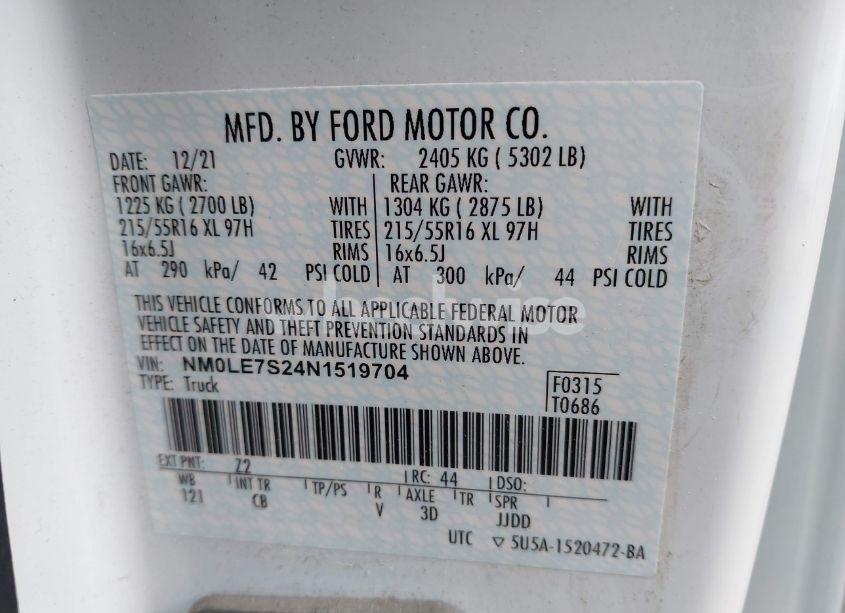 MFD. BY FORD MOTOR CO.
DATE: 12/21 GVWR: 2405 KG ( 5302 LB)
FRONT GAWR: REAR GAWR:
1225 KG ( 2700 LB) WITH 1304 KG ( 2875 LB) WITH
215/55R16 XL 97H TIRES 215/55R16 XL 97H TIRES
16x6.5J RIMS 16x6.5J RIMS
AT 290 kPa/ 42 PSI COLD AT 300 kPa/ 44 PSI COLD
THIS VEHICLE CONFORMS TO ALL APPLICABLE FEDERAL MOTOR
VEHICLE SAFETY AND THEFT PREVENTION STANDARDS IN
EFFECT ON THE DATE OF MANUFACTURE SHOWN ABOVE.
VIN: NM0LE7S24N1519704
TYPE: Truck
F0315
T0686
EXT PNT: Z2 RC: 44 DSO:
WB INT TR TP/PS R AXLE TR SPR
121 CB V 3D JJDD
UTC ▽ 5U5A-1520472-BA